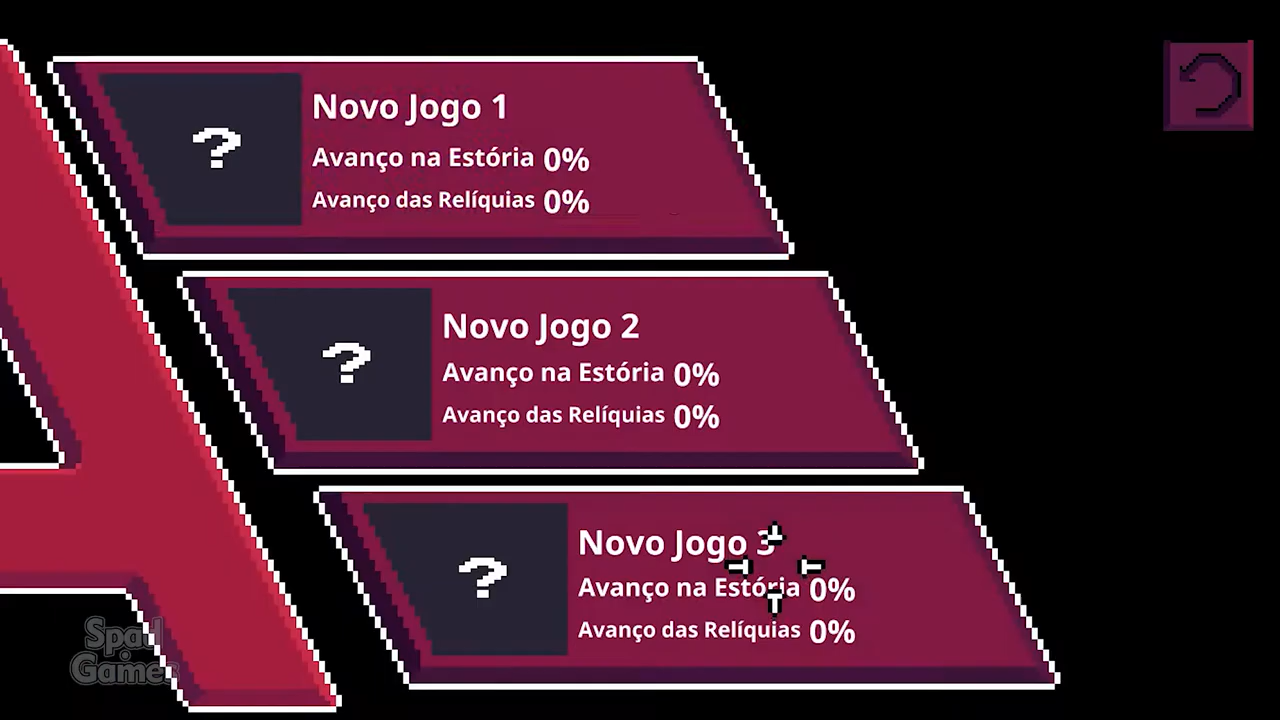 Novo Jogo 1
Avanço na Estória 0%
Avanço das Relíquias 0%
?
Novo Jogo 2
Avanço na Estória 0%
Avanço das Relíquias 0%
?
Novo Jogo 3
Avanço na Estória 0%
Avanço das Relíquias 0%
?
Spad
Games